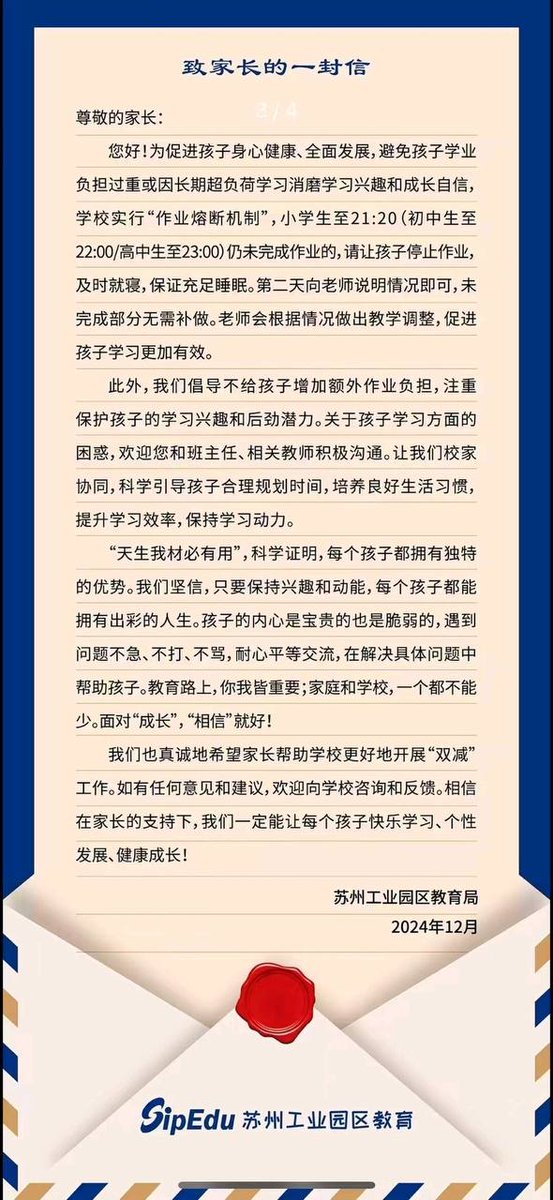 致家长的一封信
3/4
尊敬的家长：
您好！为促进孩子身心健康、全面发展，避免孩子学业
负担过重或因长期超负荷学习消磨学习兴趣和成长自信，
学校实行“作业熔断机制”，小学生至21:20（初中生至
22:00/高中生至23:00）仍未完成作业的，请让孩子停止作业，
及时就寝，保证充足睡眠。第二天向老师说明情况即可，未
完成部分无需补做。老师会根据情况做出教学调整，促进
孩子学习更加有效。
此外，我们倡导不给孩子增加额外作业负担，注重
保护孩子的学习兴趣和后劲潜力。关于孩子学习方面的
困惑，欢迎您和班主任、相关教师积极沟通。让我们校家
协同，科学引导孩子合理规划时间，培养良好生活习惯，
提升学习效率，保持学习动力。
“天生我材必有用”，科学证明，每个孩子都拥有独特
的优势。我们坚信，只要保持兴趣和动能，每个孩子都能
拥有出彩的人生。孩子的内心是宝贵的也是脆弱的，遇到
问题不急、不打、不骂，耐心平等交流，在解决具体问题中
帮助孩子。教育路上，你我皆重要；家庭和学校，一个都不能
少。面对“成长”，“相信”就好！
我们也真诚地希望家长帮助学校更好地开展“双减”
工作。如有任何意见和建议，欢迎向学校咨询和反馈。相信
在家长的支持下，我们一定能让每个孩子快乐学习、个性
发展、健康成长！
苏州工业园区教育局
2024年12月
SipEdu 苏州工业园区教育